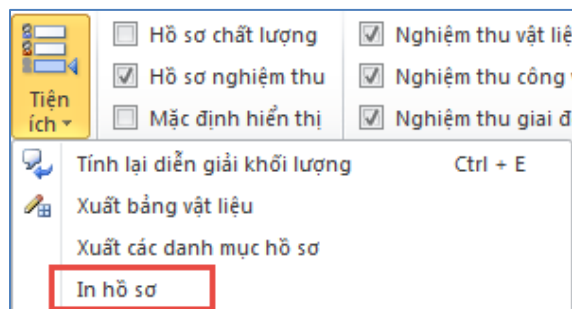 Tiện ích
Hồ sơ chất lượng
Hồ sơ nghiệm thu
Mặc định hiển thị
Nghiệm thu vật
Nghiệm thu công
Nghiệm thu giai
Tính lại diễn giải khối lượng Ctrl + E
Xuất bảng vật liệu
Xuất các danh mục hồ sơ
In hồ sơ